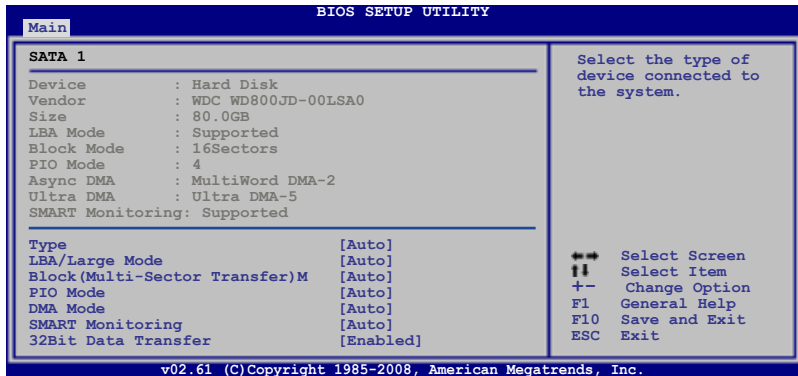 BIOS SETUP UTILITY
Main
SATA 1
Device : Hard Disk
Vendor : WDC WD800JD-00LSA0
Size : 80.0GB
LBA Mode : Supported
Block Mode : 16Sectors
PIO Mode : 4
Async DMA : MultiWord DMA-2
Ultra DMA : Ultra DMA-5
SMART Monitoring: Supported
Type [Auto]
LBA/Large Mode [Auto]
Block(Multi-Sector Transfer)M [Auto]
PIO Mode [Auto]
DMA Mode [Auto]
SMART Monitoring [Auto]
32Bit Data Transfer [Enabled]
Select the type of
device connected to
the system.
←→ Select Screen
↑↓ Select Item
+- Change Option
F1 General Help
F10 Save and Exit
ESC Exit
v02.61 (C)Copyright 1985-2008, American Megatrends, Inc.